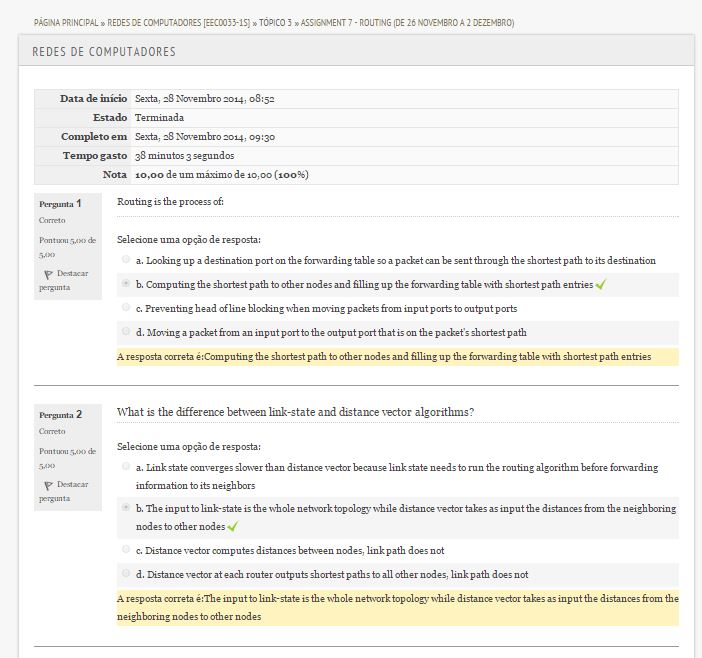 PÁGINA PRINCIPAL » REDES DE COMPUTADORES [EEC0033-1S] » TÓPICO 3 » ASSIGNMENT 7 - ROUTING (DE 26 NOVEMBRO A 2 DEZEMBRO)
REDES DE COMPUTADORES
Data de início Sexta, 28 Novembro 2014, 08:52
Estado Terminada
Completo em Sexta, 28 Novembro 2014, 09:30
Tempo gasto 38 minutos 3 segundos
Nota 10,00 de um máximo de 10,00 (100%)
Pergunta 1
Correto
Pontuou 5,00 de
5,00
Destacar
pergunta
Routing is the process of:
Selecione uma opção de resposta:
a. Looking up a destination port on the forwarding table so a packet can be sent through the shortest path to its destination
b. Computing the shortest path to other nodes and filling up the forwarding table with shortest path entries
c. Preventing head of line blocking when moving packets from input ports to output ports
d. Moving a packet from an input port to the output port that is on the packet's shortest path
A resposta correta é:Computing the shortest path to other nodes and filling up the forwarding table with shortest path entries
Pergunta 2
Correto
Pontuou 5,00 de
5,00
Destacar
pergunta
What is the difference between link-state and distance vector algorithms?
Selecione uma opção de resposta:
a. Link state converges slower than distance vector because link state needs to run the routing algorithm before forwarding
information to its neighbors
b. The input to link-state is the whole network topology while distance vector takes as input the distances from the neighboring
nodes to other nodes
c. Distance vector computes distances between nodes, link path does not
d. Distance vector at each router outputs shortest paths to all other nodes, link path does not
A resposta correta é:The input to link-state is the whole network topology while distance vector takes as input the distances from the
neighboring nodes to other nodes